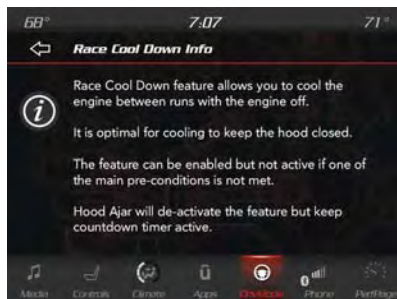 68° 7:07 71°
Race Cool Down Info
Race Cool Down feature allows you to cool the
engine between runs with the engine off.
It is optimal for cooling to keep the hood closed.
The feature can be enabled but not active if one of
the main pre-conditions is not met.
Hood Ajar will de-activate the feature but keep
countdown timer active.
Media Controls Climate Apps DriveMode Phone PerfPage